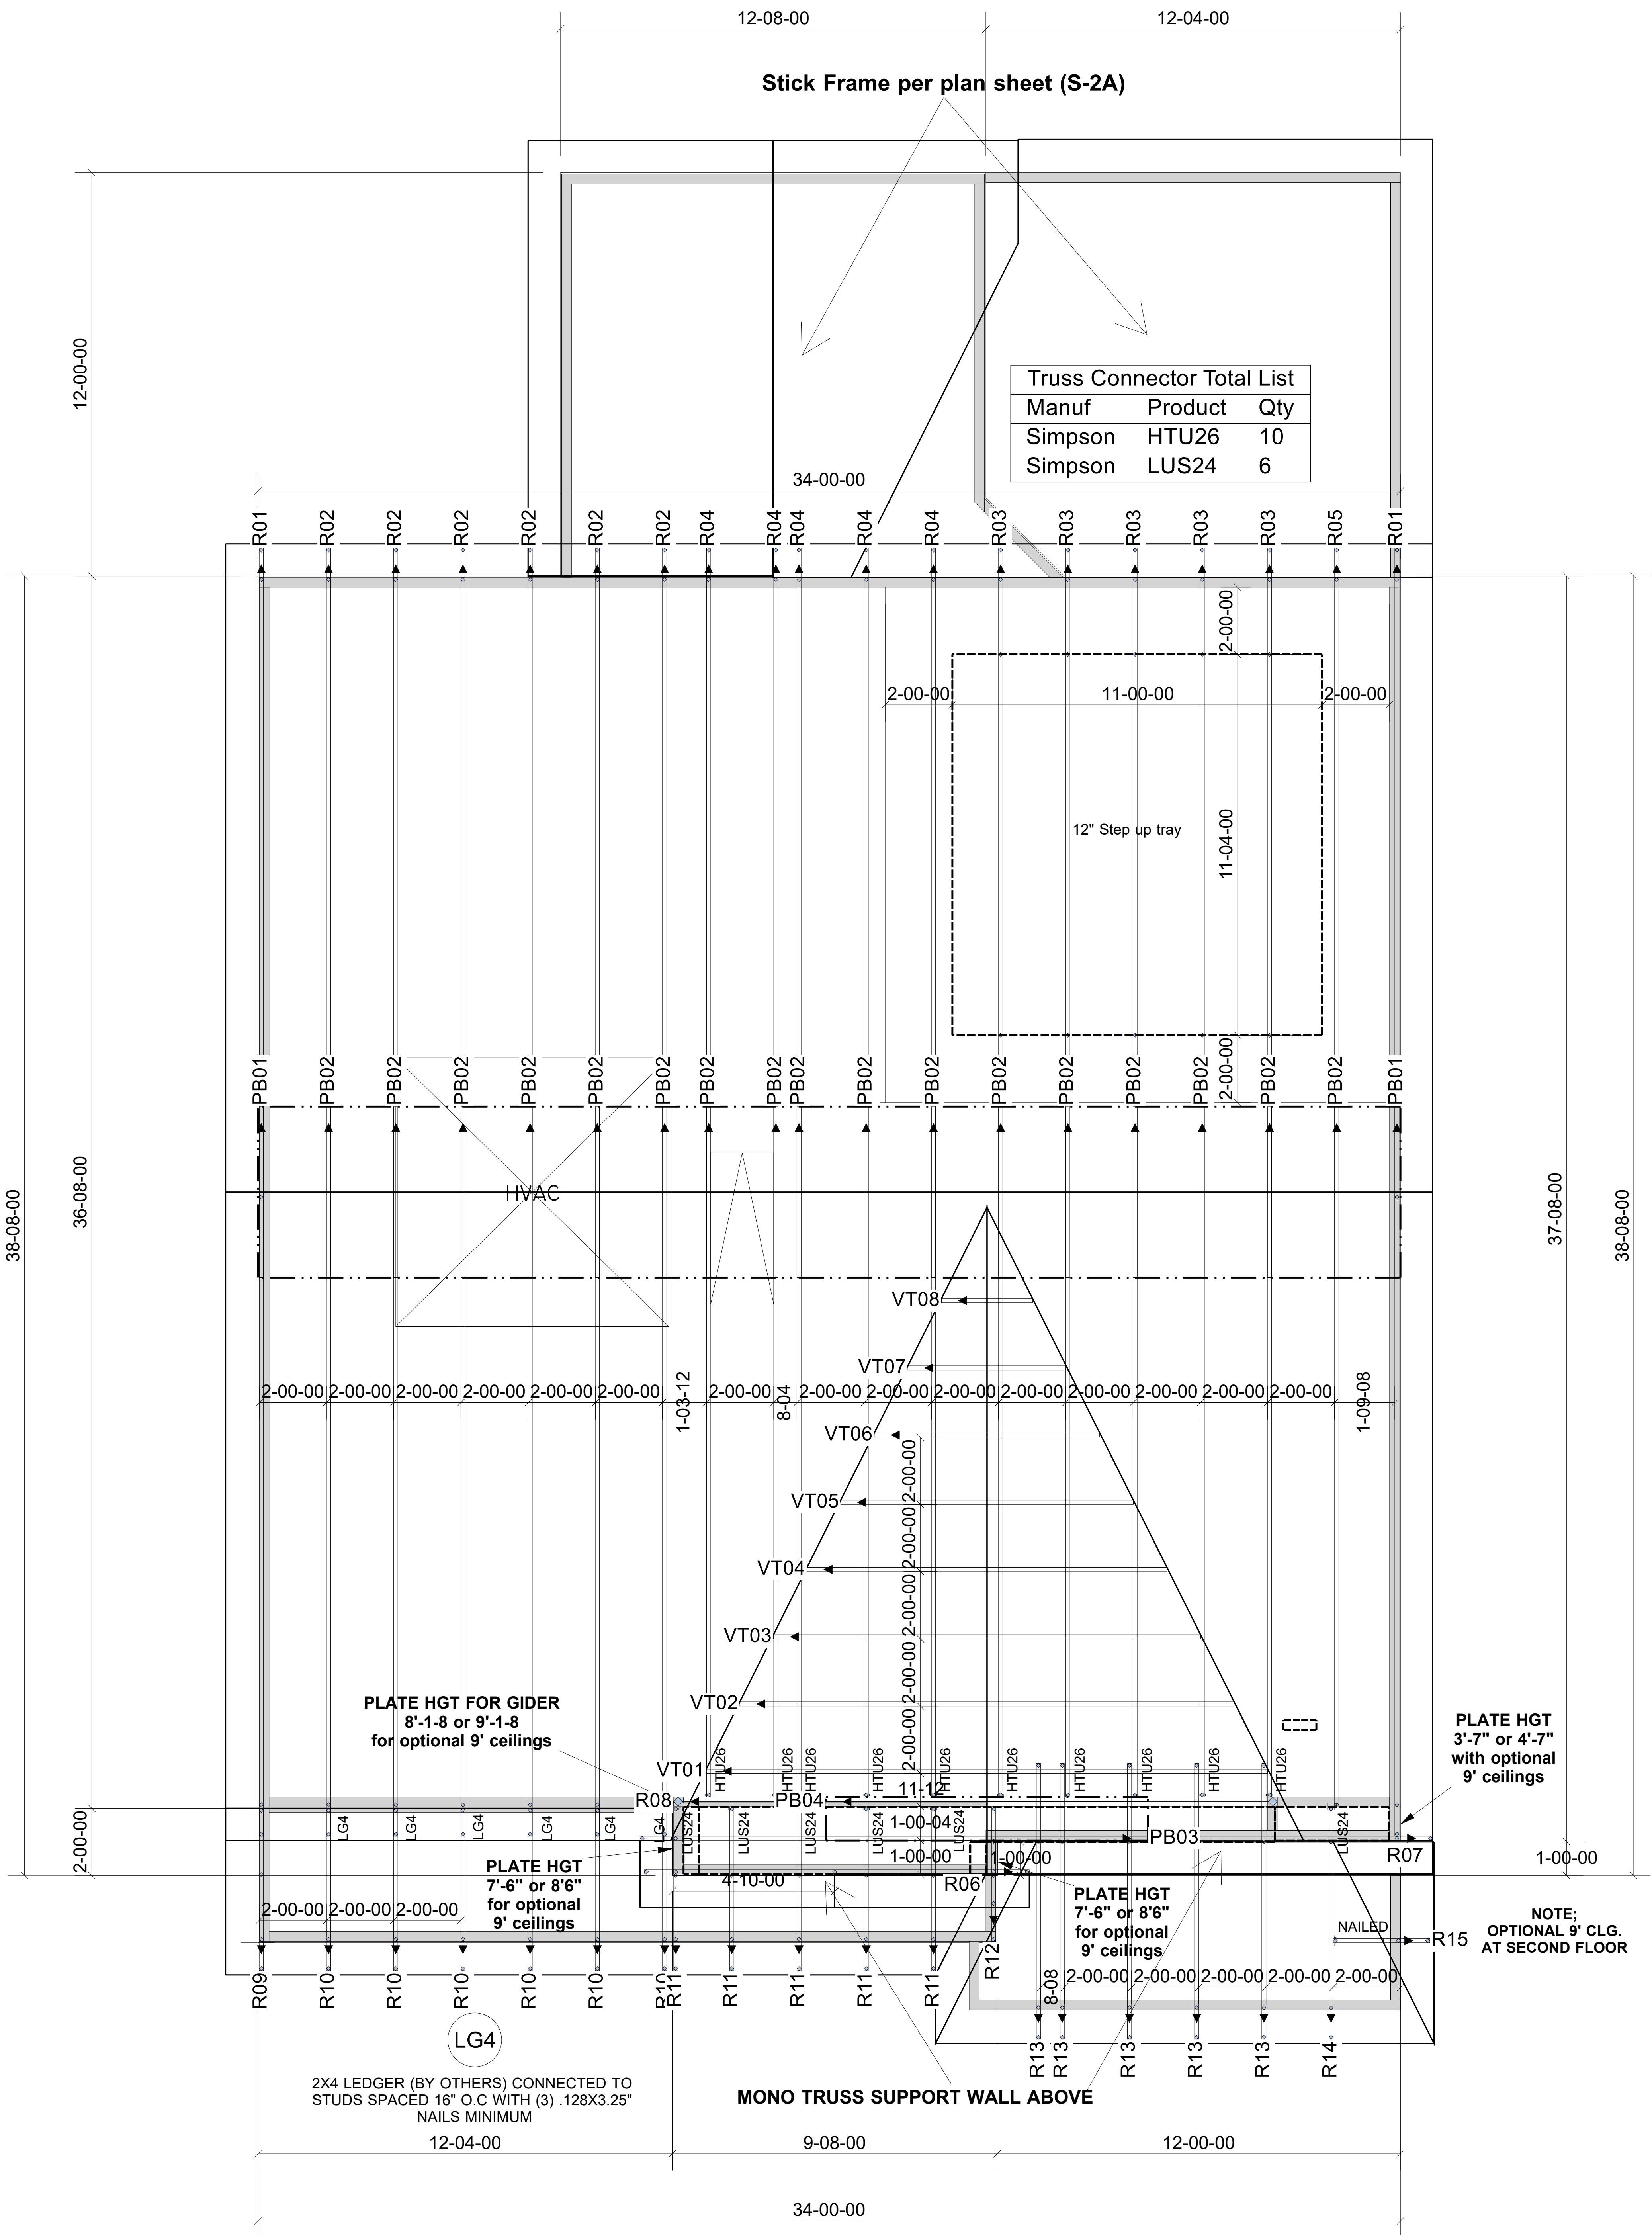 12-08-00
12-04-00
Stick Frame per plan sheet (S-2A)
12-00-00
Truss Connector Total List
Manuf Product Qty
Simpson HTU26 10
Simpson LUS24 6
34-00-00
R01 R02 R02 R02 R02 R02 R02 R04 R04 R04 R04 R04 R03 R03 R03 R03 R03 R05 R01
2-00-00
2-00-00 11-00-00 2-00-00
12" Step up tray
11-04-00
2-00-00
PB01 PB02 PB02 PB02 PB02 PB02 PB02 PB02 PB02 PB02 PB02 PB02 PB02 PB02 PB02 PB02 PB02 PB02 PB01
HVAC
38-08-00
36-08-00
37-08-00
38-08-00
VT08
VT07
2-00-00 2-00-00 2-00-00 2-00-00 2-00-00 2-00-00 1-03-12 2-00-00 8-04 2-00-00 2-00-00 2-00-00 2-00-00 2-00-00 2-00-00 2-00-00 2-00-00 1-09-08
VT06
2-00-00
VT05
2-00-00
VT04
2-00-00
VT03
2-00-00
VT02
2-00-00
VT01
PLATE HGT FOR GIDER
8'-1-8 or 9'-1-8
for optional 9' ceilings
PLATE HGT
3'-7" or 4'-7"
with optional
9' ceilings
HTU26 HTU26 HTU26 HTU26 HTU26 HTU26 HTU26 HTU26 HTU26 HTU26
11-12
R08 PB04
1-00-04
LG4 LG4 LG4 LG4 LG4 LG4 LUS24 LUS24 LUS24 LUS24 LUS24 LUS24
PB03
1-00-00 1-00-00
R07
1-00-00
2-00-00
PLATE HGT
7'-6" or 8'6"
for optional
9' ceilings
4-10-00
R06
PLATE HGT
7'-6" or 8'6"
for optional
9' ceilings
2-00-00 2-00-00 2-00-00
NAILED
R15
NOTE;
OPTIONAL 9' CLG.
AT SECOND FLOOR
R12
8-08 2-00-00 2-00-00 2-00-00 2-00-00 2-00-00
R09 R10 R10 R10 R10 R10 R10 R11 R11 R11 R11 R11
R13 R13 R13 R13 R13 R14
LG4
2X4 LEDGER (BY OTHERS) CONNECTED TO
STUDS SPACED 16" O.C WITH (3) .128X3.25"
NAILS MINIMUM
MONO TRUSS SUPPORT WALL ABOVE
12-04-00 9-08-00 12-00-00
34-00-00